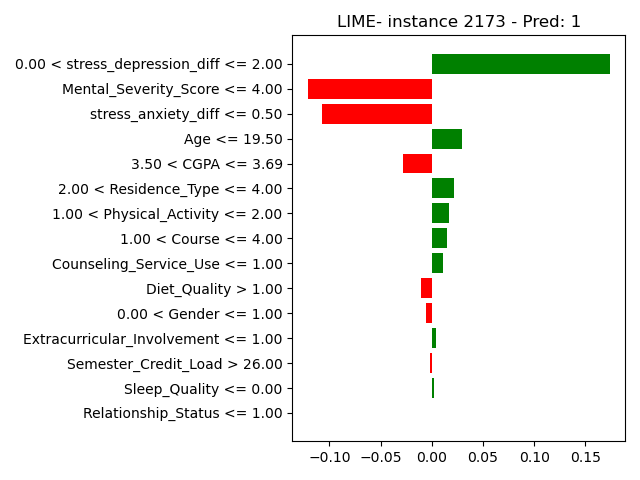 LIME- instance 2173 - Pred: 1
0.00 < stress_depression_diff <= 2.00
Mental_Severity_Score <= 4.00
stress_anxiety_diff <= 0.50
Age <= 19.50
3.50 < CGPA <= 3.69
2.00 < Residence_Type <= 4.00
1.00 < Physical_Activity <= 2.00
1.00 < Course <= 4.00
Counseling_Service_Use <= 1.00
Diet_Quality > 1.00
0.00 < Gender <= 1.00
Extracurricular_Involvement <= 1.00
Semester_Credit_Load > 26.00
Sleep_Quality <= 0.00
Relationship_Status <= 1.00
−0.10 −0.05 0.00 0.05 0.10 0.15